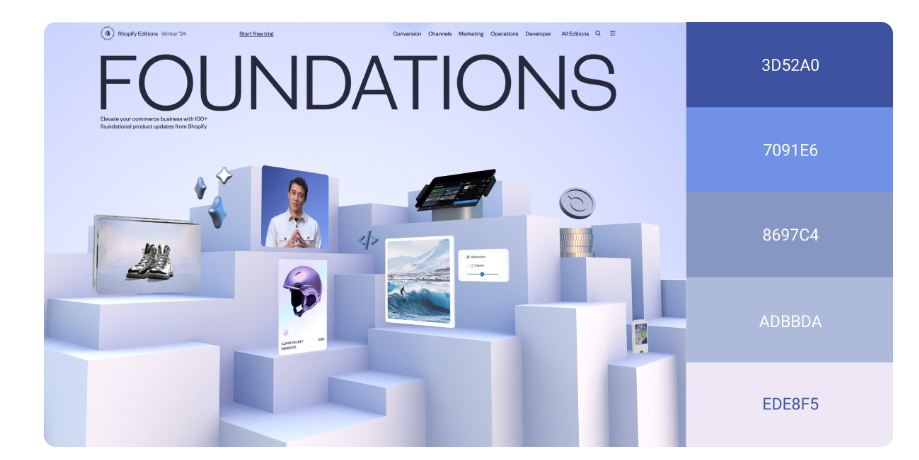 Shopify Editions Winter '24 Start free trial Conversion Channels Marketing Operations Developer All Editions
FOUNDATIONS
Elevate your commerce business with 100+
foundational product updates from Shopify
</>
3D52A0
7091E6
8697C4
ADBBDA
EDE8F5